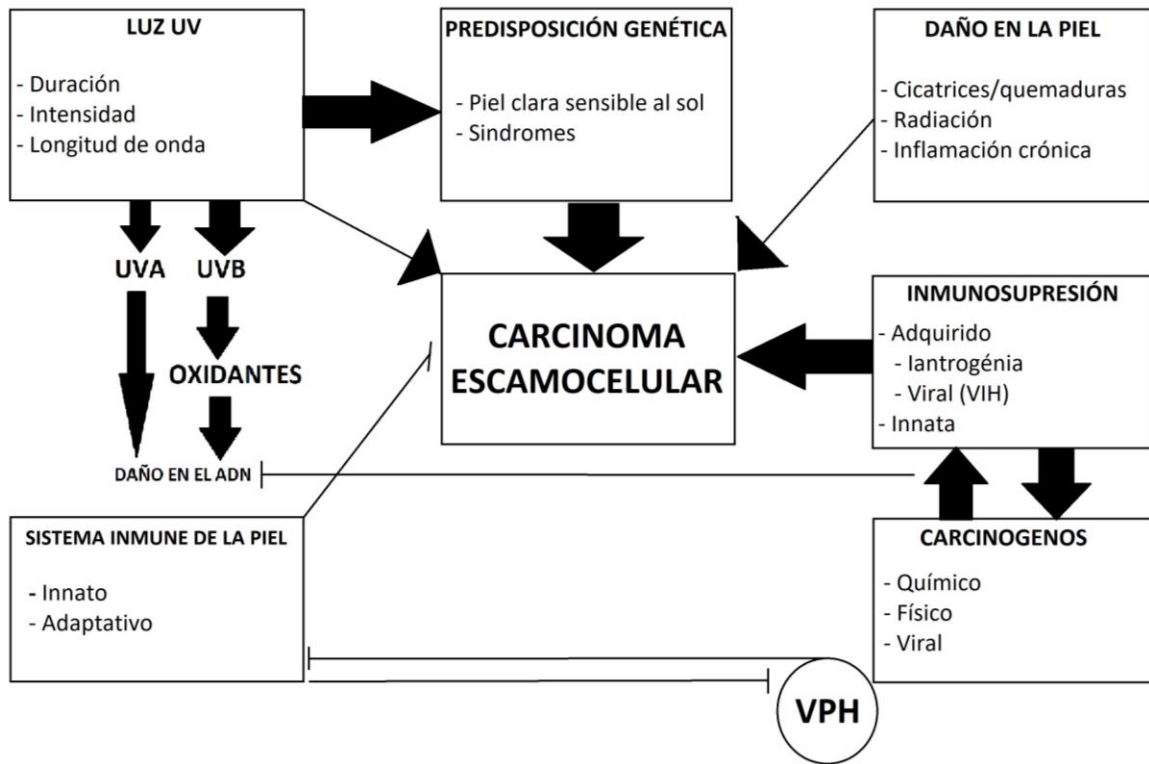 LUZ UV
- Duración
- Intensidad
- Longitud de onda
PREDISPOSICIÓN GENÉTICA
- Piel clara sensible al sol
- Sindromes
DAÑO EN LA PIEL
- Cicatrices/quemaduras
- Radiación
- Inflamación crónica
UVA
UVB
OXIDANTES
DAÑO EN EL ADN
CARCINOMA
ESCAMOCELULAR
INMUNOSUPRESIÓN
- Adquirido
- Iantrogénia
- Viral (VIH)
- Innata
SISTEMA INMUNE DE LA PIEL
- Innato
- Adaptativo
CARCINOGENOS
- Químico
- Físico
- Viral
VPH